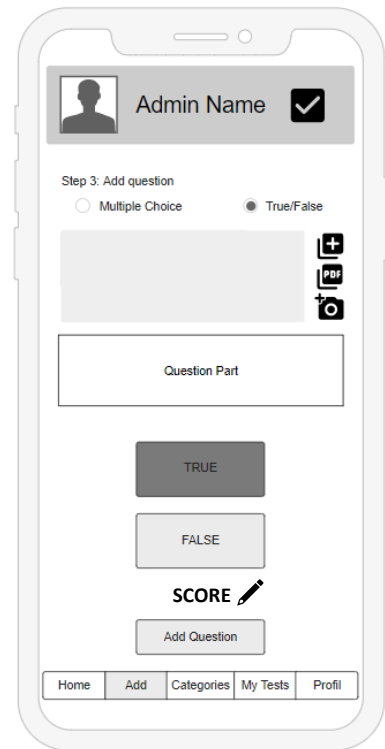 Admin Name
Step 3: Add question
Multiple Choice True/False
PDF
Question Part
TRUE
FALSE
SCORE
Add Question
Home Add Categories My Tests Profil